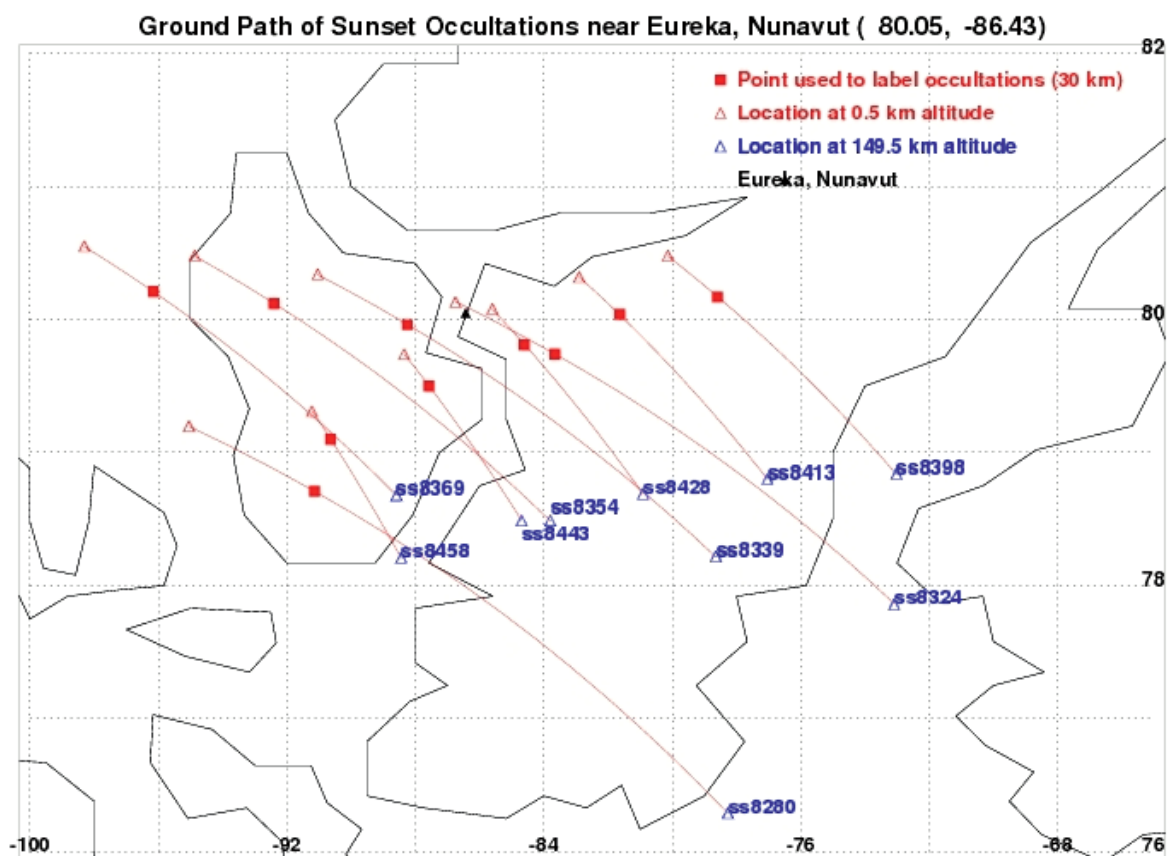 Ground Path of Sunset Occultations near Eureka, Nunavut ( 80.05, -86.43)
82
Point used to label occultations (30 km)
Location at 0.5 km altitude
Location at 149.5 km altitude
Eureka, Nunavut
80
ss8398
ss8413
ss8428
ss8369
ss8354
ss8443
ss8339
ss8458
78
ss8324
ss8280
-100
-92
-84
-76
-68
76